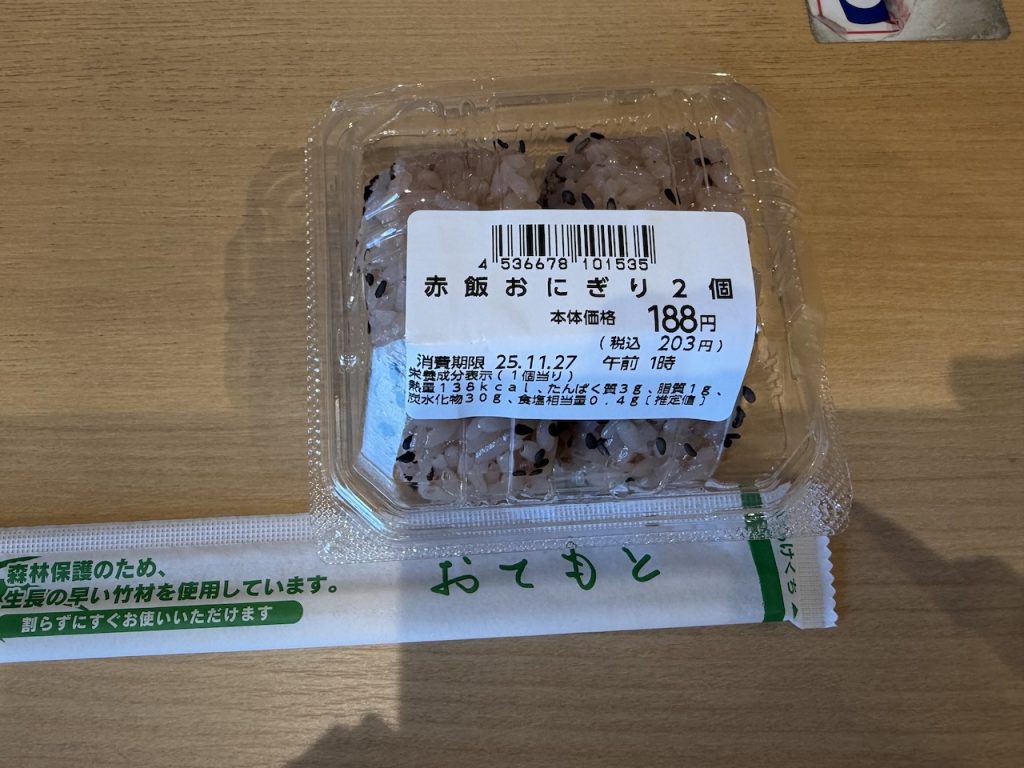 4 536678 101535
赤飯おにぎり2個
本体価格 188円
(税込 203円)
消費期限 25.11.27 午前 1時
栄養成分表示(1個当り)
熱量138kcal、たんぱく質3g、脂質1g、
炭水化物30g、食塩相当量0.4g[推定値)
森林保護のため、
生長の早い竹材を使用しています。
割らずにすぐお使いいただけます
おてもと
けくち